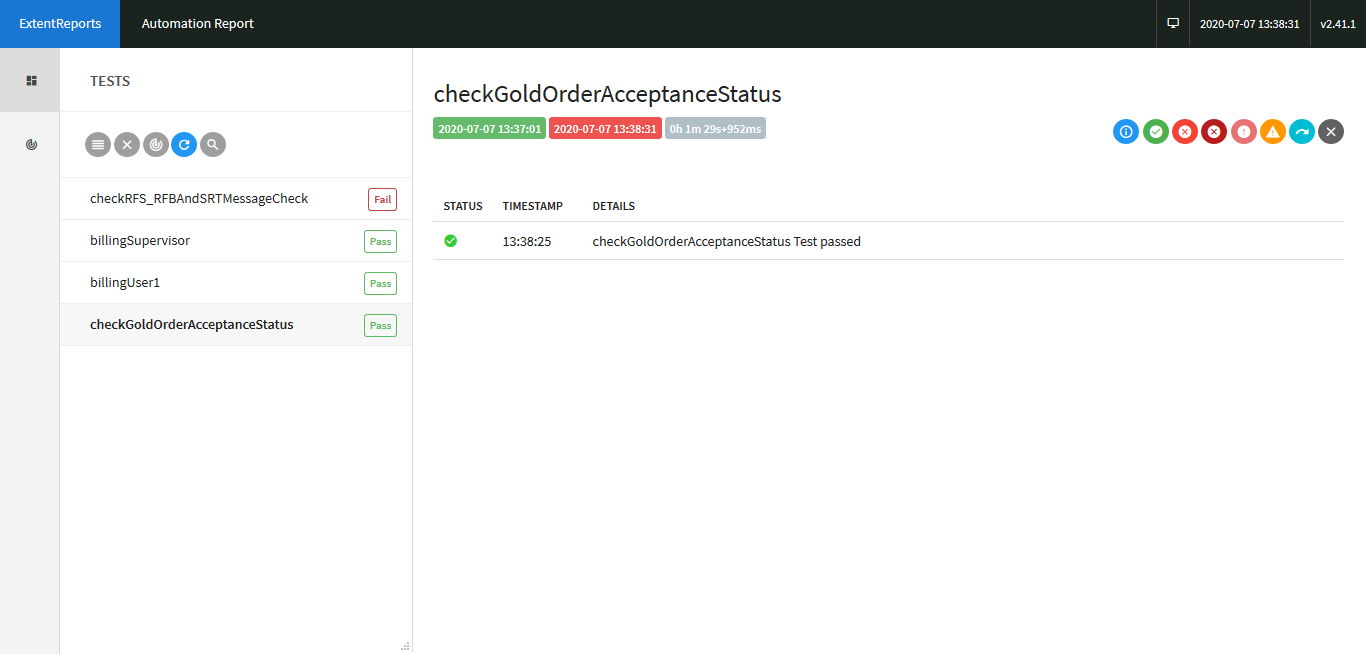 ExtentReports Automation Report 2020-07-07 13:38:31 v2.41.1
TESTS
checkRFS_RFBAndSRTMessageCheck Fail
billingSupervisor Pass
billingUser1 Pass
checkGoldOrderAcceptanceStatus Pass
checkGoldOrderAcceptanceStatus
2020-07-07 13:37:01 2020-07-07 13:38:31 0h 1m 29s+952ms
STATUS TIMESTAMP DETAILS
13:38:25 checkGoldOrderAcceptanceStatus Test passed